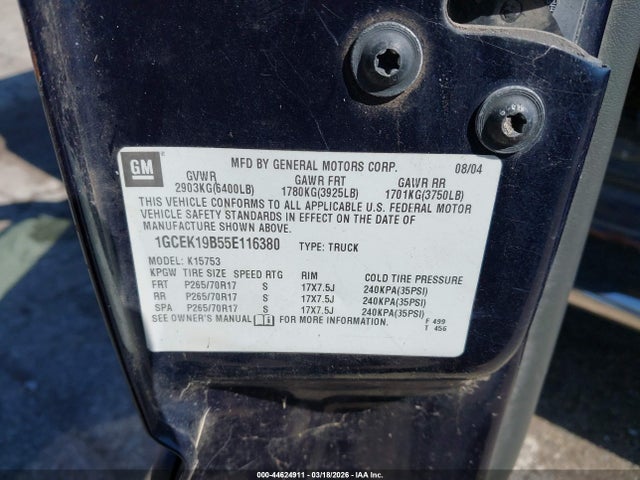 GM
MFD BY GENERAL MOTORS CORP. 08/04
GVWR GAWR FRT GAWR RR
2903KG(6400LB) 1780KG(3925LB) 1701KG(3750LB)
THIS VEHICLE CONFORMS TO ALL APPLICABLE U.S. FEDERAL MOTOR
VEHICLE SAFETY STANDARDS IN EFFECT ON THE DATE OF
MANUFACTURE SHOWN ABOVE.
1GCEK19B55E116380 TYPE: TRUCK
MODEL: K15753
KPGW TIRE SIZE SPEED RTG RIM COLD TIRE PRESSURE
FRT P265/70R17 S 17X7.5J 240KPA(35PSI)
RR P265/70R17 S 17X7.5J 240KPA(35PSI)
SPA P265/70R17 S 17X7.5J 240KPA(35PSI)
SEE OWNER'S MANUAL FOR MORE INFORMATION.
F 499
T 456
000-44624911 - 03/18/2026 - IAA Inc.